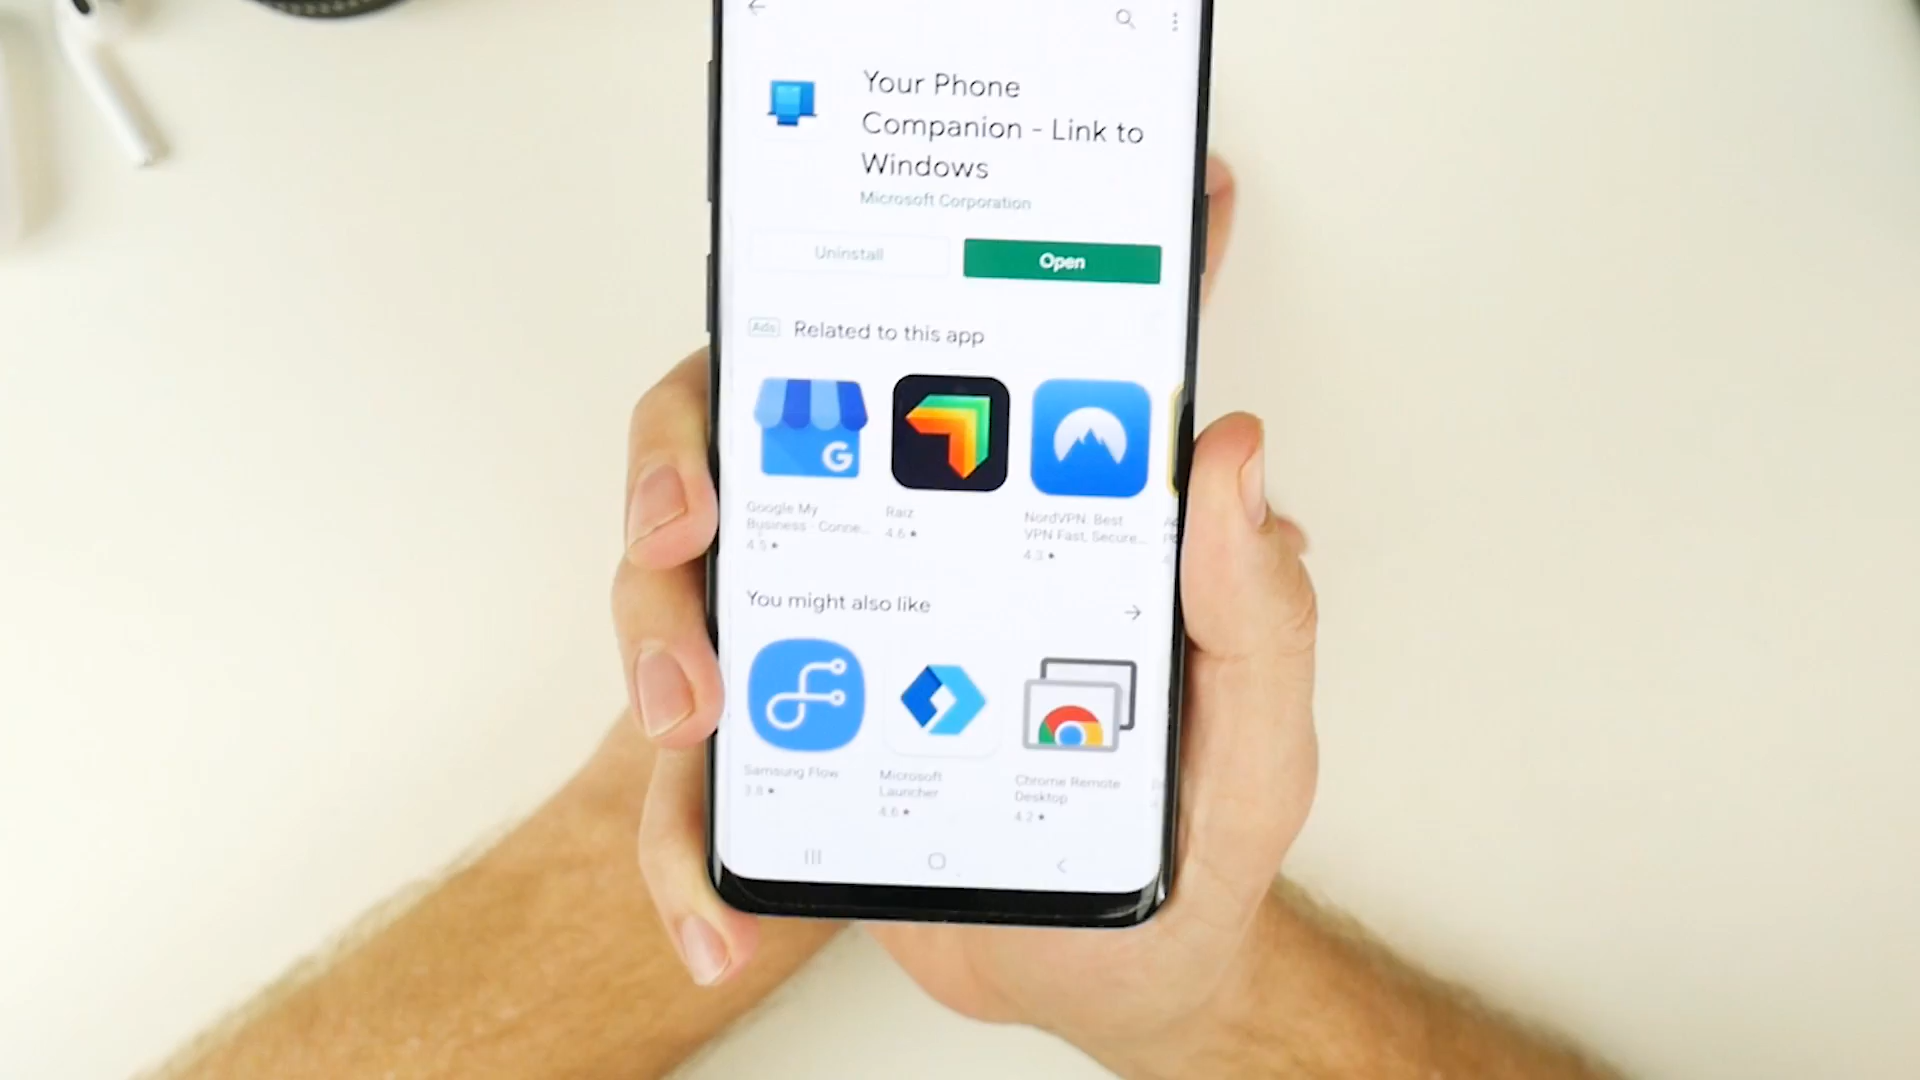 Your Phone
Companion - Link to
Windows
Microsoft Corporation
Uninstall
Open
Ads
Related to this app
G
Google My
Business - Conne...
4.5 ★
Raiz
4.6 ★
NordVPN: Best
VPN Fast, Secure...
4.3 ★
You might also like
Samsung Flow
3.8 ★
Microsoft
Launcher
4.6 ★
Chrome Remote
Desktop
4.2 ★